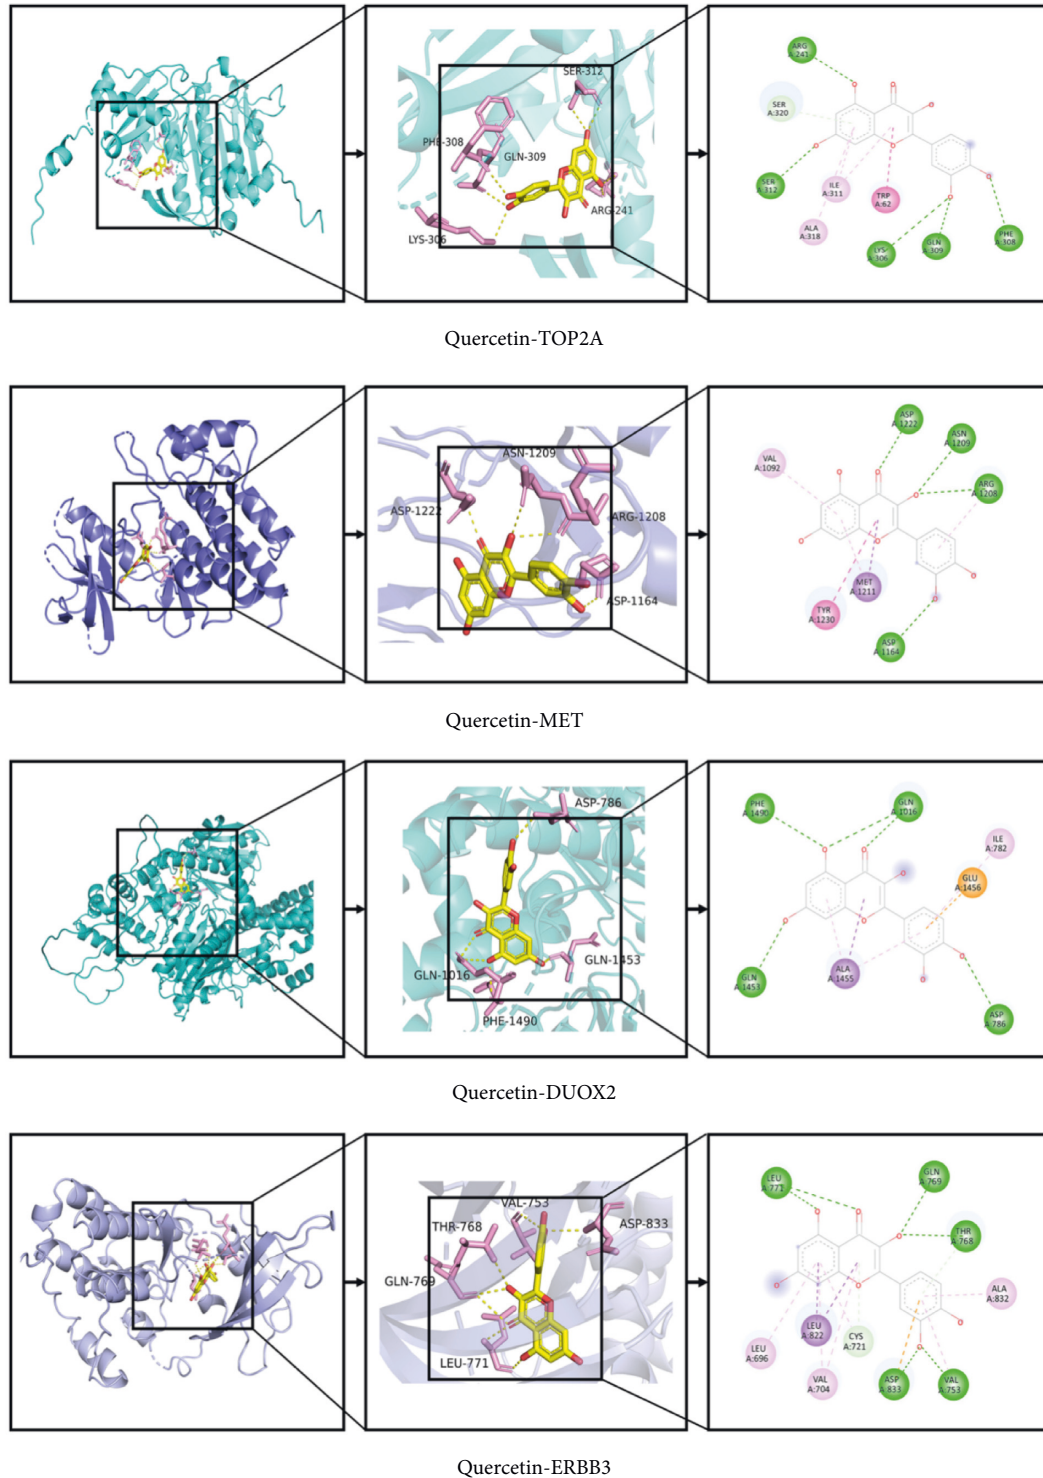 SER-312
PHE-308
GLN-309
ARG-241
LYS-306
ARG
A:241
SER
A:320
SER
A:312
ILE
A:311
TRP
A:62
ALA
A:318
LYS
A:306
GLN
A:309
PHE
A:308
Quercetin-TOP2A
ASN-1209
ASP-1222
ARG-1208
ASP-1164
ASP
A:1222
ASN
A:1209
VAL
A:1092
ARG
A:1208
MET
A:1211
TYR
A:1230
ASP
A:1164
Quercetin-MET
ASP-786
GLN-1016
GLN-1453
PHE-1490
PHE
A:1490
GLN
A:1016
ILE
A:782
GLU
A:1456
GLN
A:1453
ALA
A:1455
ASP
A:786
Quercetin-DUOX2
VAL-753
THR-768
ASP-833
GLN-769
LEU-771
LEU
A:771
GLN
A:769
THR
A:768
ALA
A:832
LEU
A:822
CYS
A:721
LEU
A:696
VAL
A:704
ASP
A:833
VAL
A:753
Quercetin-ERBB3